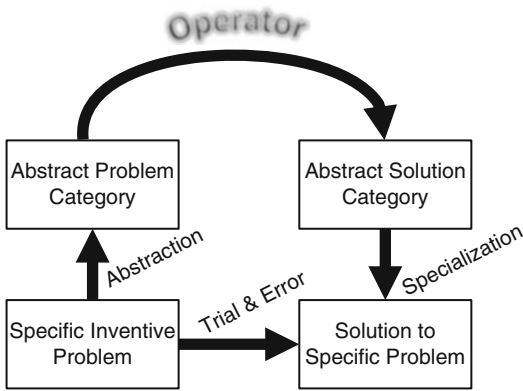 Operator
Abstract Problem
Category
Abstract Solution
Category
Abstraction
Specialization
Trial & Error
Specific Inventive
Problem
Solution to
Specific Problem